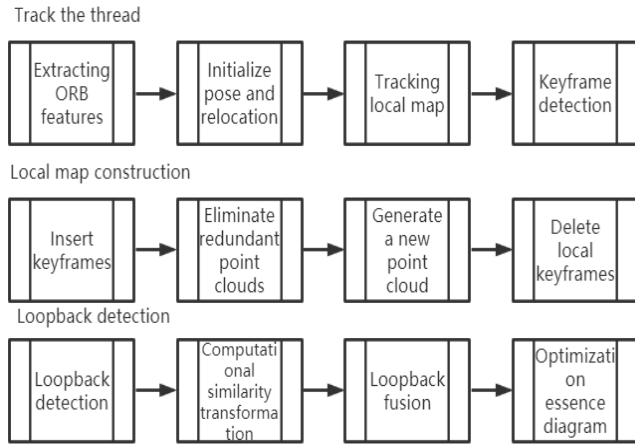 Track the thread
Extracting
ORB
features
Initialize
pose and
relocation
Tracking
local map
Keyframe
detection
Local map construction
Insert
keyframes
Eliminate
redundant
point
clouds
Generate
a new
point
cloud
Delete
local
keyframes
Loopback detection
Loopback
detection
Computati
onal
similarity
transforma
tion
Loopback
fusion
Optimizati
on
essence
diagram